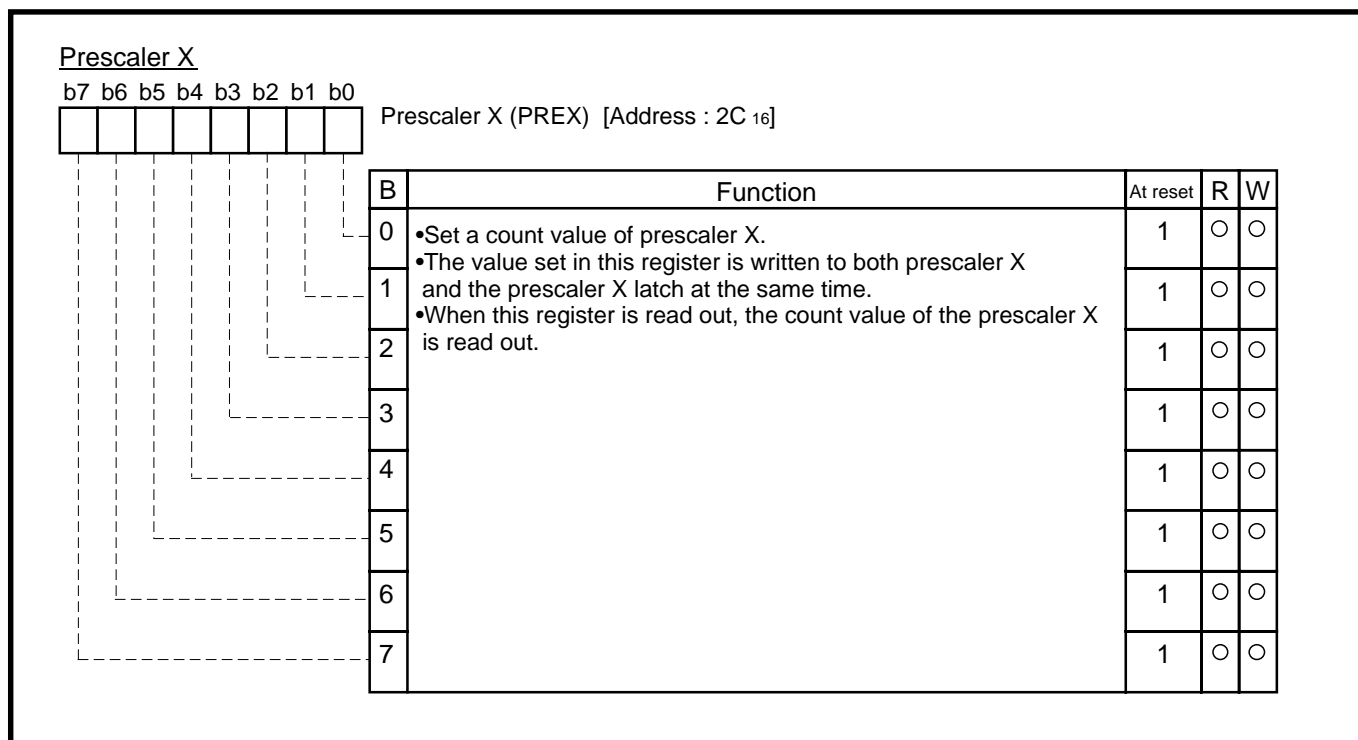 Prescaler X
b7 b6 b5 b4 b3 b2 b1 b0
Prescaler X (PREX) [Address : 2C 16]
B Function At reset R W
0 •Set a count value of prescaler X. 1 ○ ○
•The value set in this register is written to both prescaler X
1 and the prescaler X latch at the same time. 1 ○ ○
•When this register is read out, the count value of the prescaler X
2 is read out. 1 ○ ○
3 1 ○ ○
4 1 ○ ○
5 1 ○ ○
6 1 ○ ○
7 1 ○ ○